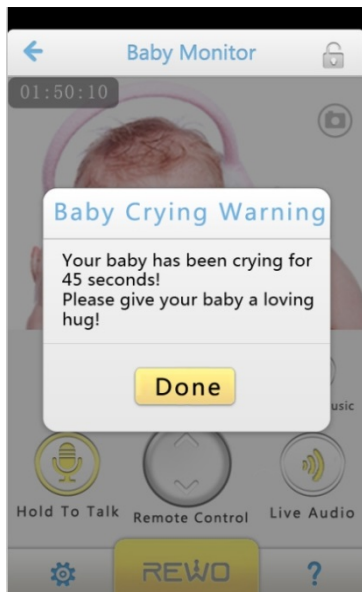 Baby Monitor
01:50:10
Baby Crying Warning
Your baby has been crying for
45 seconds!
Please give your baby a loving
hug!
Done
Hold To Talk
Remote Control
Live Audio
REWO
?